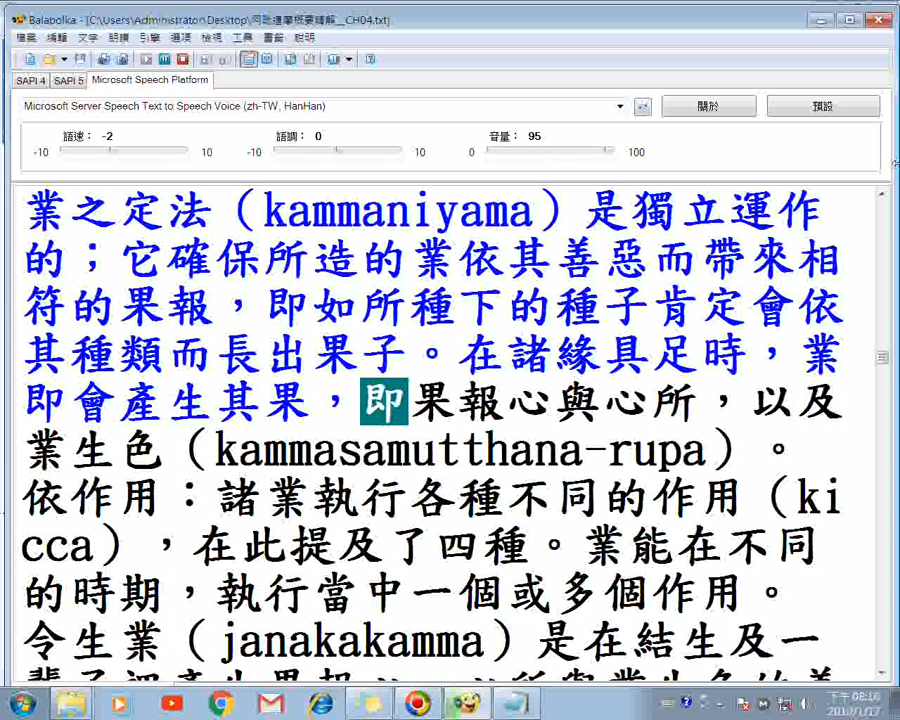 Balabolka - [C:\Users\Administrator\Desktop\阿毗達摩概要精解__CH04.txt]
檔案 編輯 文字 朗讀 引擎 選項 檢視 工具 書籤 說明
SAPI 4 SAPI 5 Microsoft Speech Platform
Microsoft Server Speech Text to Speech Voice (zh-TW, HanHan) 關於 預設
語速： -2 語調： 0 音量： 95
-10 10 -10 10 0 100
業之定法（kammaniyama）是獨立運作
的；它確保所造的業依其善惡而帶來相
符的果報，即如所種下的種子肯定會依
其種類而長出果子。在諸緣具足時，業
即會產生其果，即果報心與心所，以及
業生色（kammasamutthana-rupa）。
依作用：諸業執行各種不同的作用（ki
cca），在此提及了四種。業能在不同
的時期，執行當中一個或多個作用。
令生業（janakakamma）是在結生及一
下午 08:16